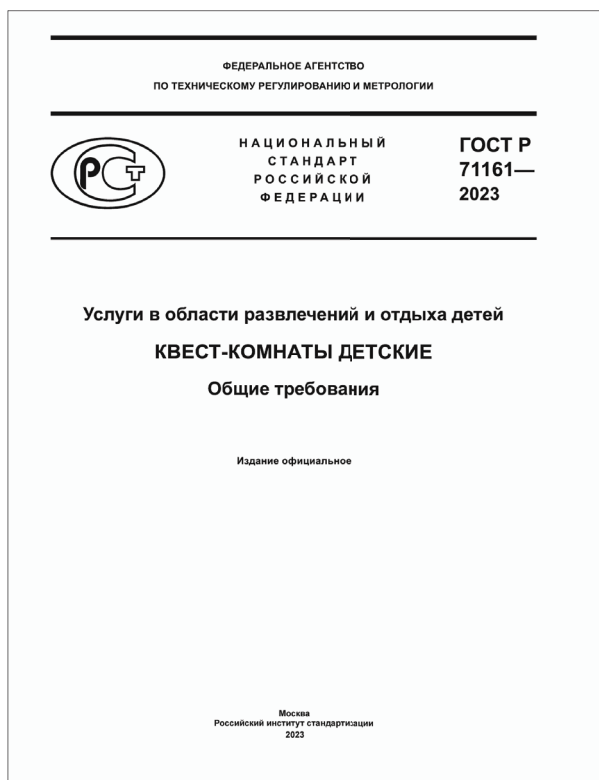 ФЕДЕРАЛЬНОЕ АГЕНТСТВО
ПО ТЕХНИЧЕСКОМУ РЕГУЛИРОВАНИЮ И МЕТРОЛОГИИ
НАЦИОНАЛЬНЫЙ
СТАНДАРТ
РОССИЙСКОЙ
ФЕДЕРАЦИИ
ГОСТ Р
71161—
2023
РСТ
Услуги в области развлечений и отдыха детей
КВЕСТ-КОМНАТЫ ДЕТСКИЕ
Общие требования
Издание официальное
Москва
Российский институт стандартизации
2023